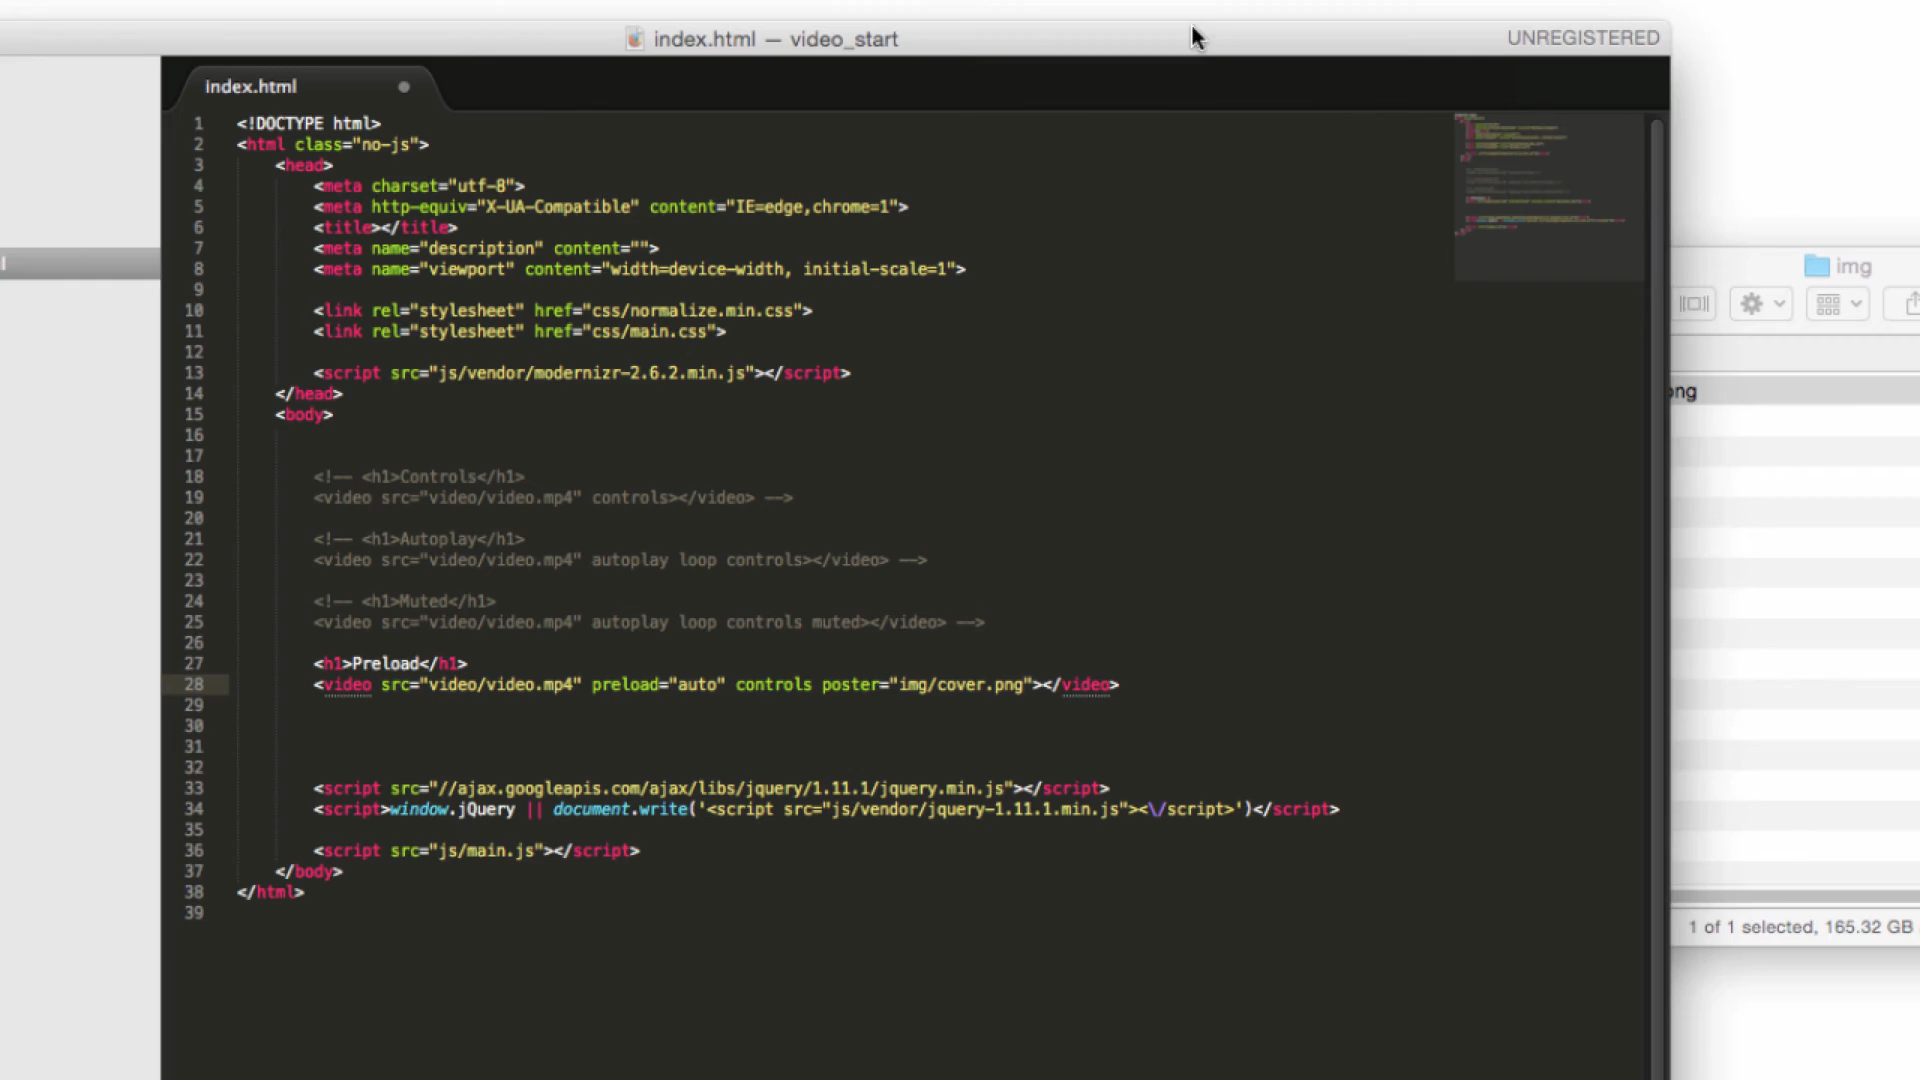 index.html — video_start
UNREGISTERED
index.html
1 <!DOCTYPE html>
2 <html class="no-js">
3 <head>
4 <meta charset="utf-8">
5 <meta http-equiv="X-UA-Compatible" content="IE=edge,chrome=1">
6 <title></title>
7 <meta name="description" content="">
8 <meta name="viewport" content="width=device-width, initial-scale=1">
9
10 <link rel="stylesheet" href="css/normalize.min.css">
11 <link rel="stylesheet" href="css/main.css">
12
13 <script src="js/vendor/modernizr-2.6.2.min.js"></script>
14 </head>
15 <body>
16
17
18 <!-- <h1>Controls</h1>
19 <video src="video/video.mp4" controls></video> -->
20
21 <!-- <h1>Autoplay</h1>
22 <video src="video/video.mp4" autoplay loop controls></video> -->
23
24 <!-- <h1>Muted</h1>
25 <video src="video/video.mp4" autoplay loop controls muted></video> -->
26
27 <h1>Preload</h1>
28 <video src="video/video.mp4" preload="auto" controls poster="img/cover.png"></video>
29
30
31
32
33 <script src="//ajax.googleapis.com/ajax/libs/jquery/1.11.1/jquery.min.js"></script>
34 <script>window.jQuery || document.write('<script src="js/vendor/jquery-1.11.1.min.js"><\/script>')</script>
35
36 <script src="js/main.js"></script>
37 </body>
38 </html>
39
img
1 of 1 selected, 165.32 GB